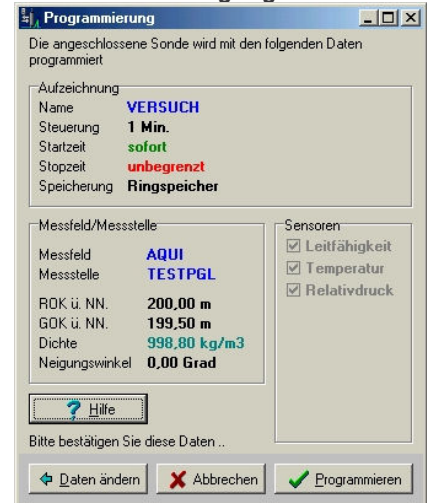 Programmierung
Die angeschlossene Sonde wird mit den folgenden Daten
programmiert
Aufzeichnung
Name VERSUCH
Steuerung 1 Min.
Startzeit sofort
Stopzeit unbegrenzt
Speicherung Ringspeicher
Messfeld/Messstelle
Messfeld AQUI
Messstelle TESTPGL
ROK ü. NN. 200,00 m
GOK ü. NN. 199,50 m
Dichte 998,80 kg/m3
Neigungswinkel 0,00 Grad
Sensoren
Leitfähigkeit
Temperatur
Relativdruck
? Hilfe
Bitte bestätigen Sie diese Daten ..
Daten ändern
Abbrechen
Programmieren